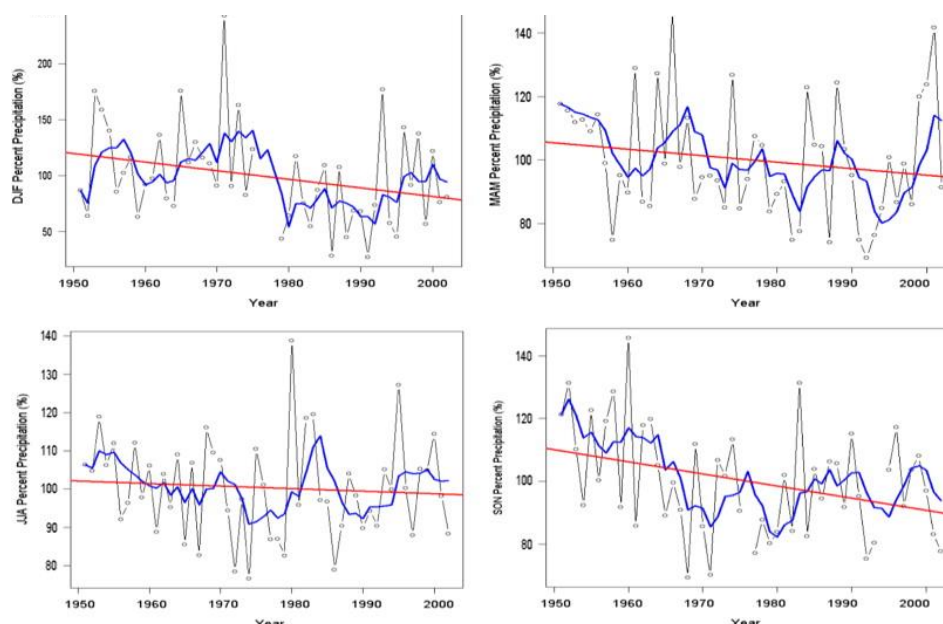 DJF Percent Precipitation (%)
200
150
100
50
1950 1960 1970 1980 1990 2000
Year
MAM Percent Precipitation (%)
140
120
100
80
1950 1960 1970 1980 1990 2000
Year
JJA Percent Precipitation (%)
140
130
120
110
100
90
80
1950 1960 1970 1980 1990 2000
Year
SON Percent Precipitation (%)
140
120
100
80
1950 1960 1970 1980 1990 2000
Year